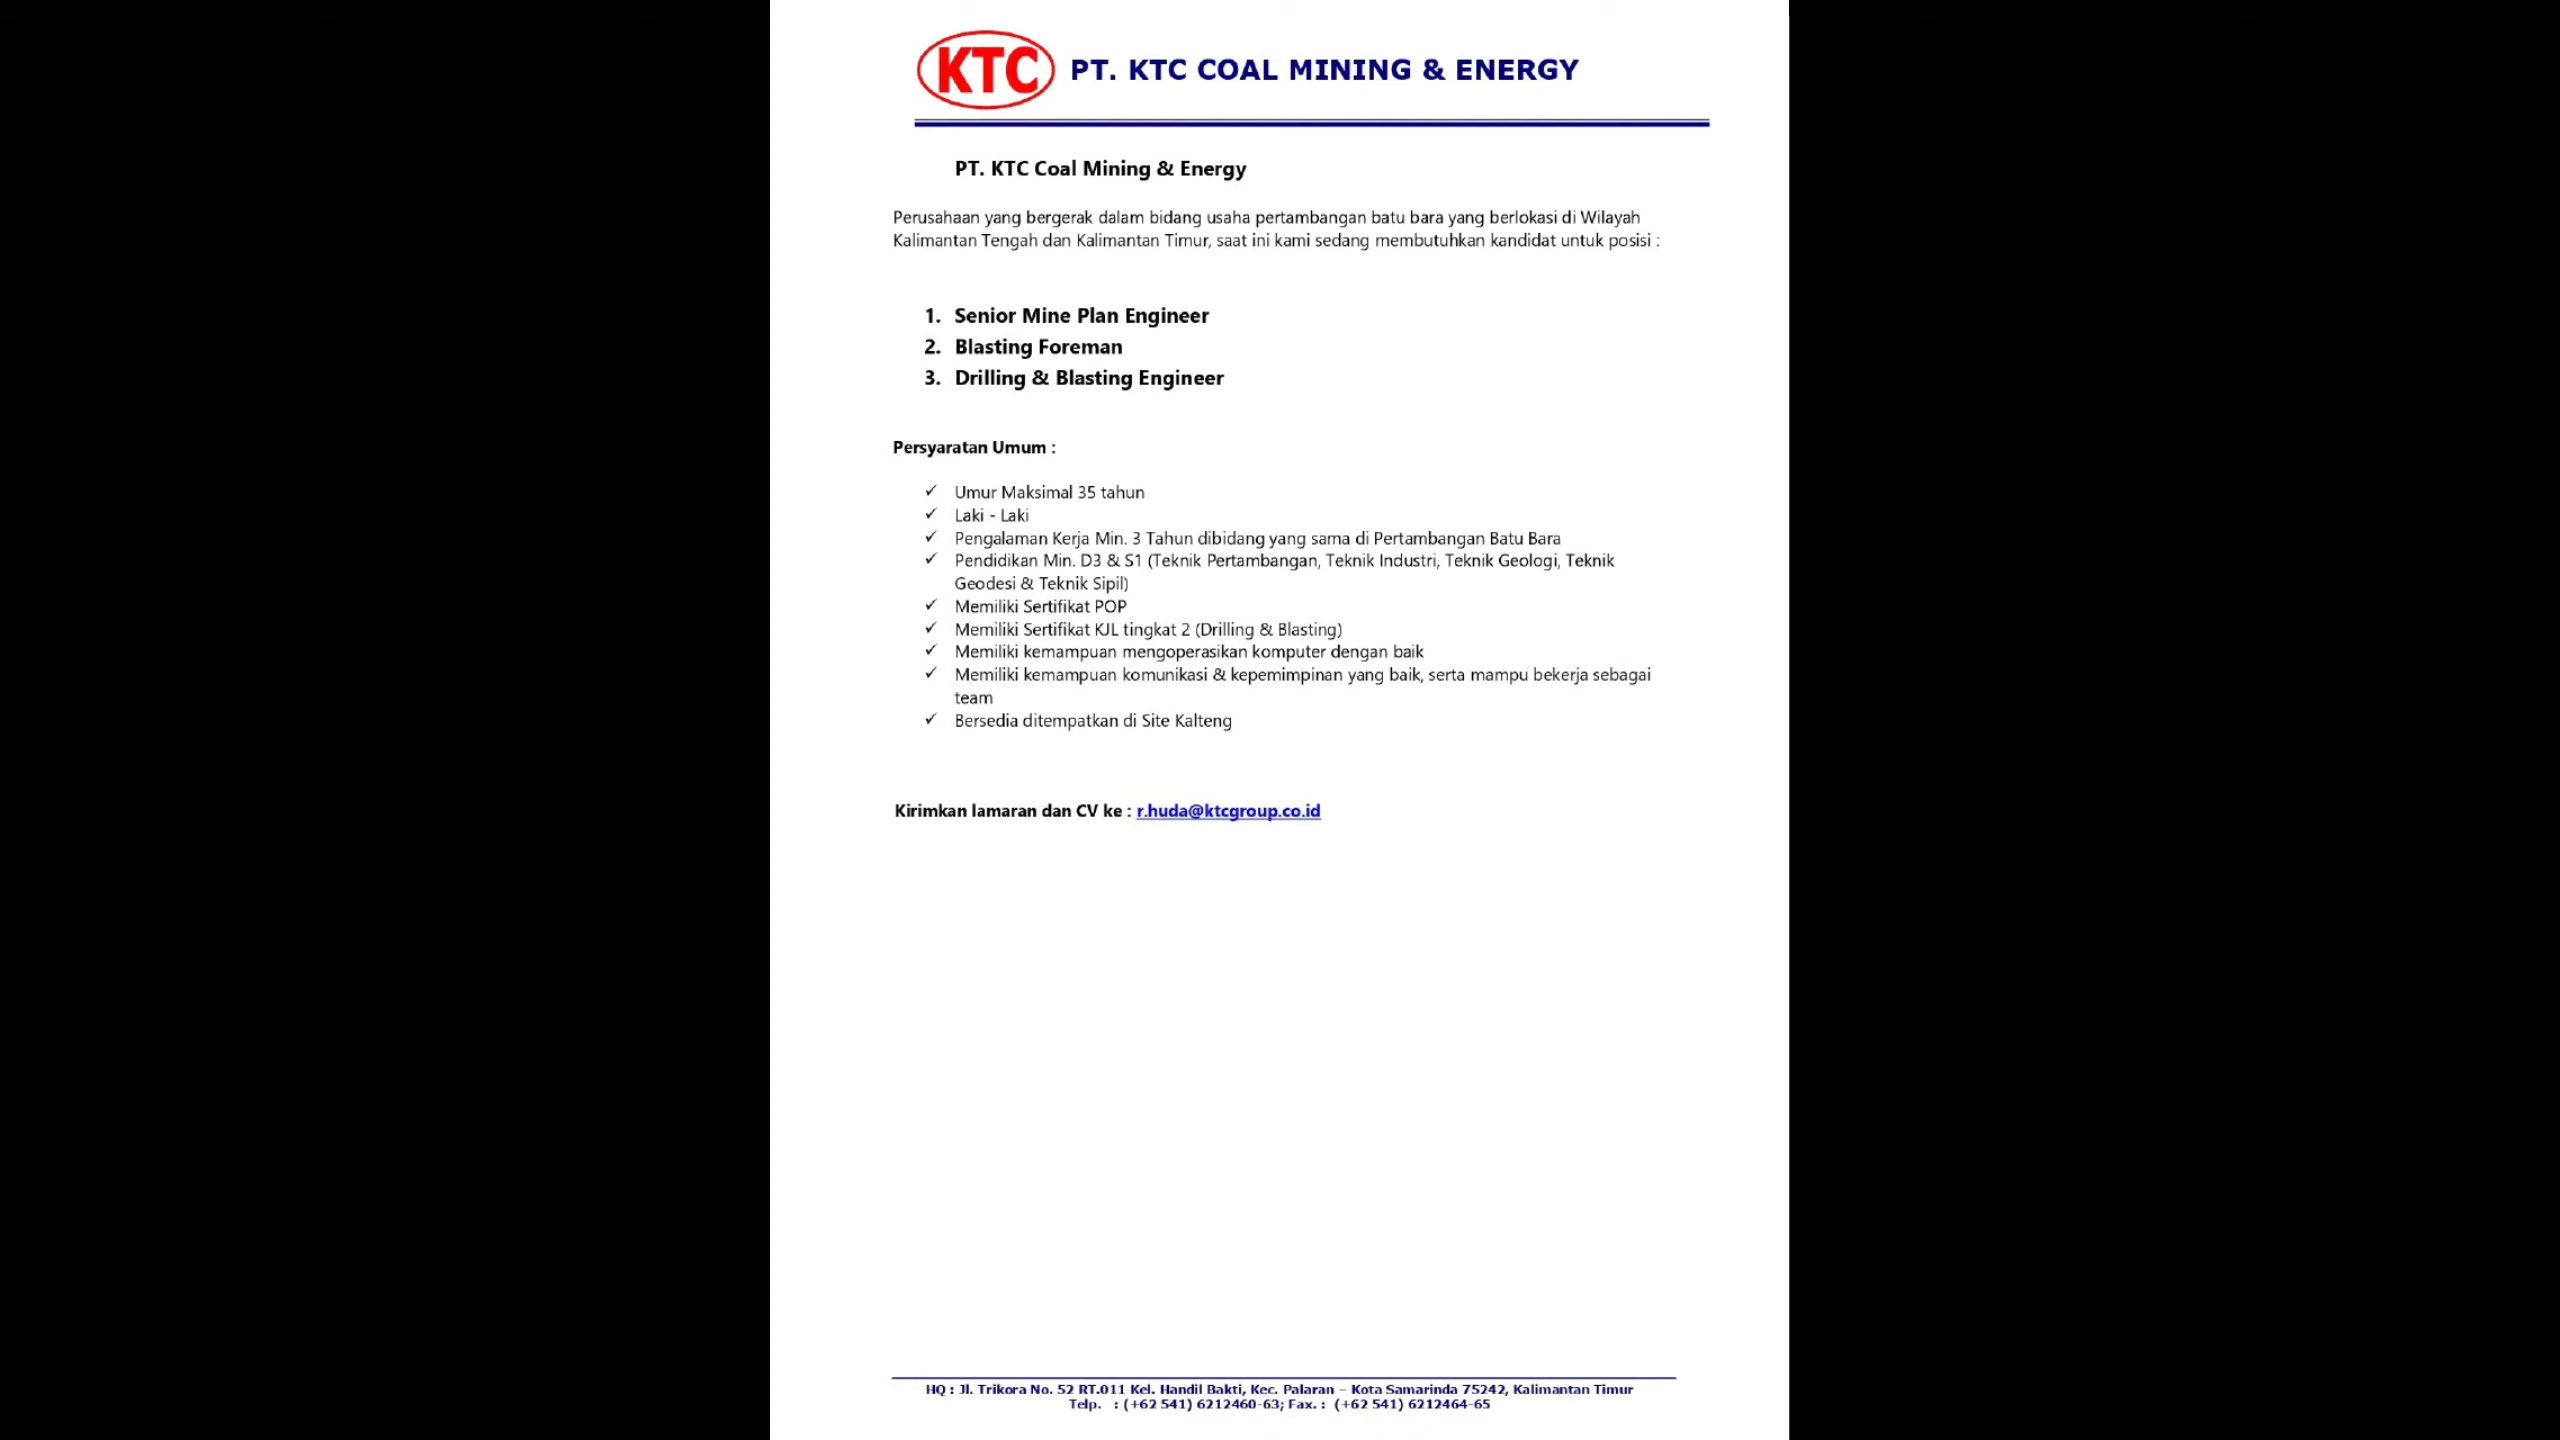 KTC PT. KTC COAL MINING & ENERGY
PT. KTC Coal Mining & Energy
Perusahaan yang bergerak dalam bidang usaha pertambangan batu bara yang berlokasi di Wilayah
Kalimantan Tengah dan Kalimantan Timur, saat ini kami sedang membutuhkan kandidat untuk posisi :
1. Senior Mine Plan Engineer
2. Blasting Foreman
3. Drilling & Blasting Engineer
Persyaratan Umum :
✓ Umur Maksimal 35 tahun
✓ Laki - Laki
✓ Pengalaman Kerja Min. 3 Tahun dibidang yang sama di Pertambangan Batu Bara
✓ Pendidikan Min. D3 & S1 (Teknik Pertambangan, Teknik Industri, Teknik Geologi, Teknik
Geodesi & Teknik Sipil)
✓ Memiliki Sertifikat POP
✓ Memiliki Sertifikat KJL tingkat 2 (Drilling & Blasting)
✓ Memiliki kemampuan mengoperasikan komputer dengan baik
✓ Memiliki kemampuan komunikasi & kepemimpinan yang baik, serta mampu bekerja sebagai
team
✓ Bersedia ditempatkan di Site Kalteng
Kirimkan lamaran dan CV ke : r.huda@ktcgroup.co.id
HQ : Jl. Trikora No. 52 RT.011 Kel. Handil Bakti, Kec. Palaran – Kota Samarinda 75242, Kalimantan Timur
Telp. : (+62 541) 6212460-63; Fax. : (+62 541) 6212464-65